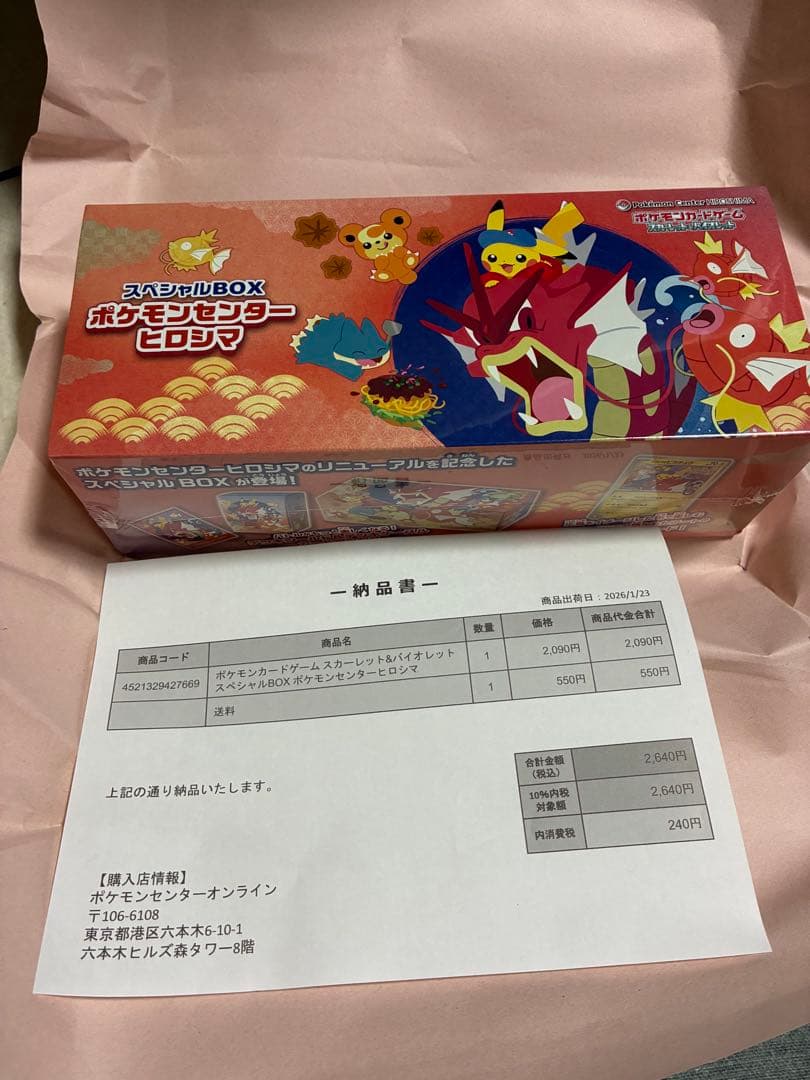 Pokémon Center HIROSHIMA
ポケモンカードゲーム
スカーレット&バイオレット
スペシャルBOX
ポケモンセンター
ヒロシマ
ポケモンセンターヒロシマのリニューアルを記念した
スペシャルBOXが登場!
―納品書―
商品出荷日:2026/1/23
商品コード 商品名 数量 価格 商品代金合計
4521329427669 ポケモンカードゲーム スカーレット&バイオレット 1 2,090円 2,090円
スペシャルBOX ポケモンセンターヒロシマ
送料 1 550円 550円
合計金額 2,640円
(税込)
10%内税 2,640円
対象額
内消費税 240円
上記の通り納品いたします。
【購入店情報】
ポケモンセンターオンライン
〒106-6108
東京都港区六本木6-10-1
六本木ヒルズ森タワー8階